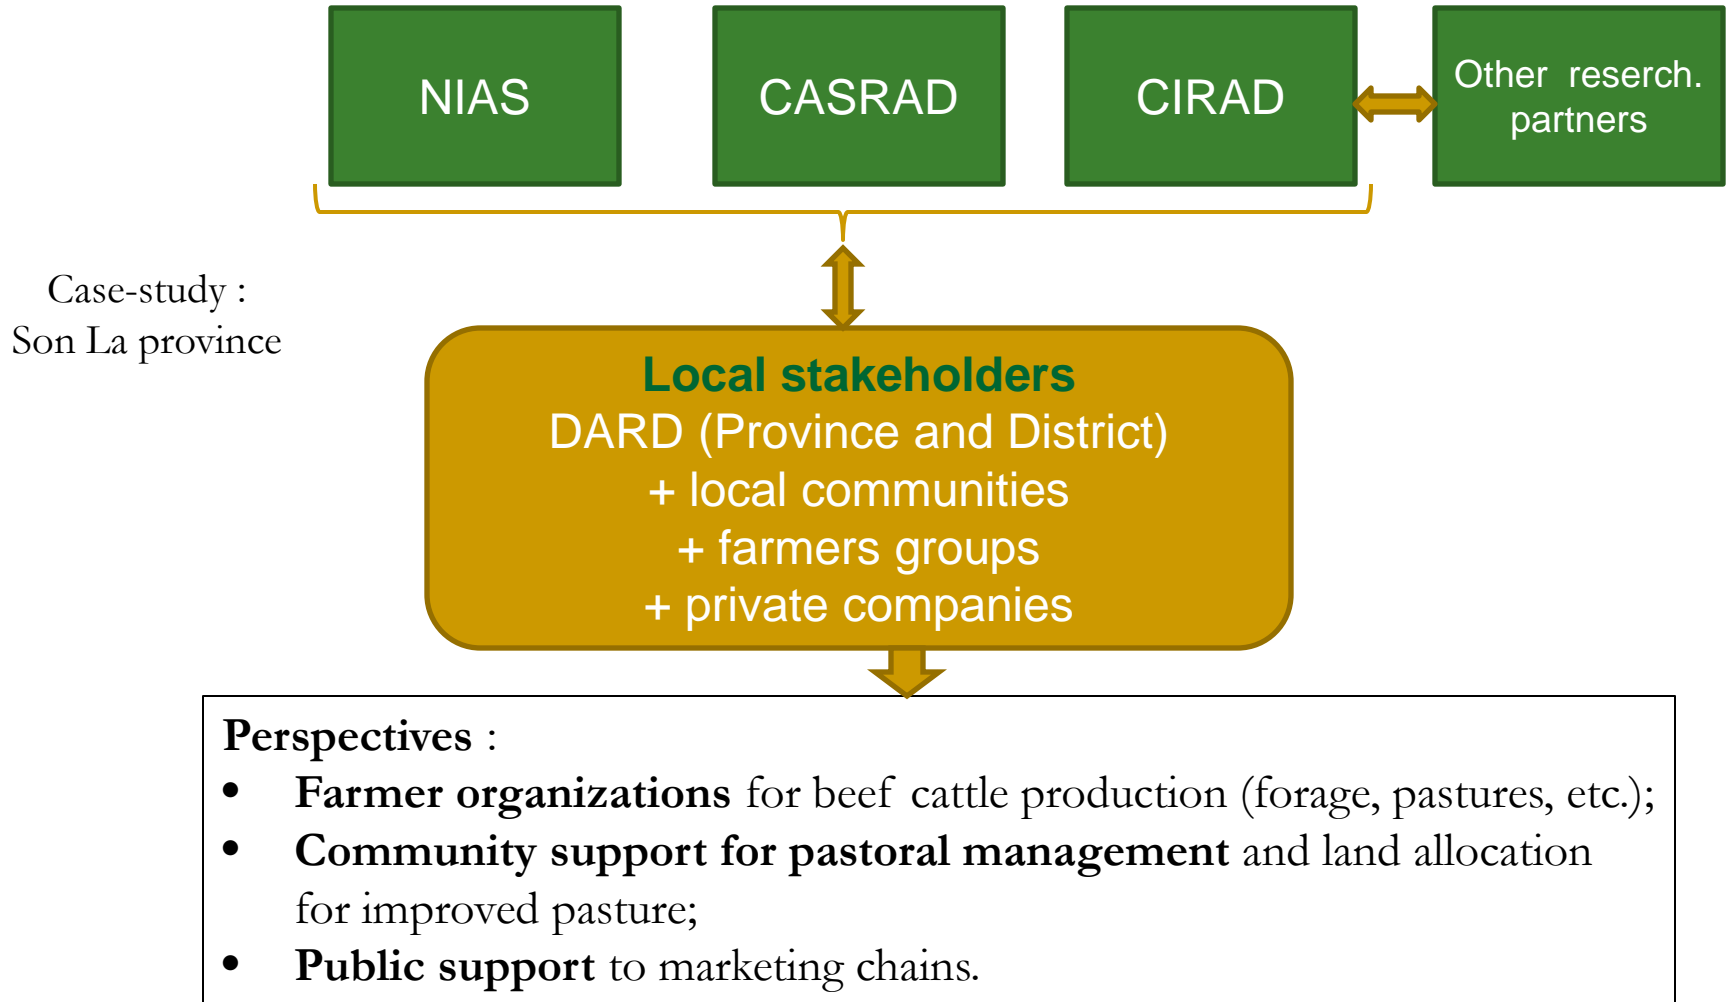 NIAS
CASRAD
CIRAD
Other reserch.
partners
Case-study :
Son La province
Local stakeholders
DARD (Province and District)
+ local communities
+ farmers groups
+ private companies
Perspectives :
• Farmer organizations for beef cattle production (forage, pastures, etc.);
• Community support for pastoral management and land allocation
for improved pasture;
• Public support to marketing chains.